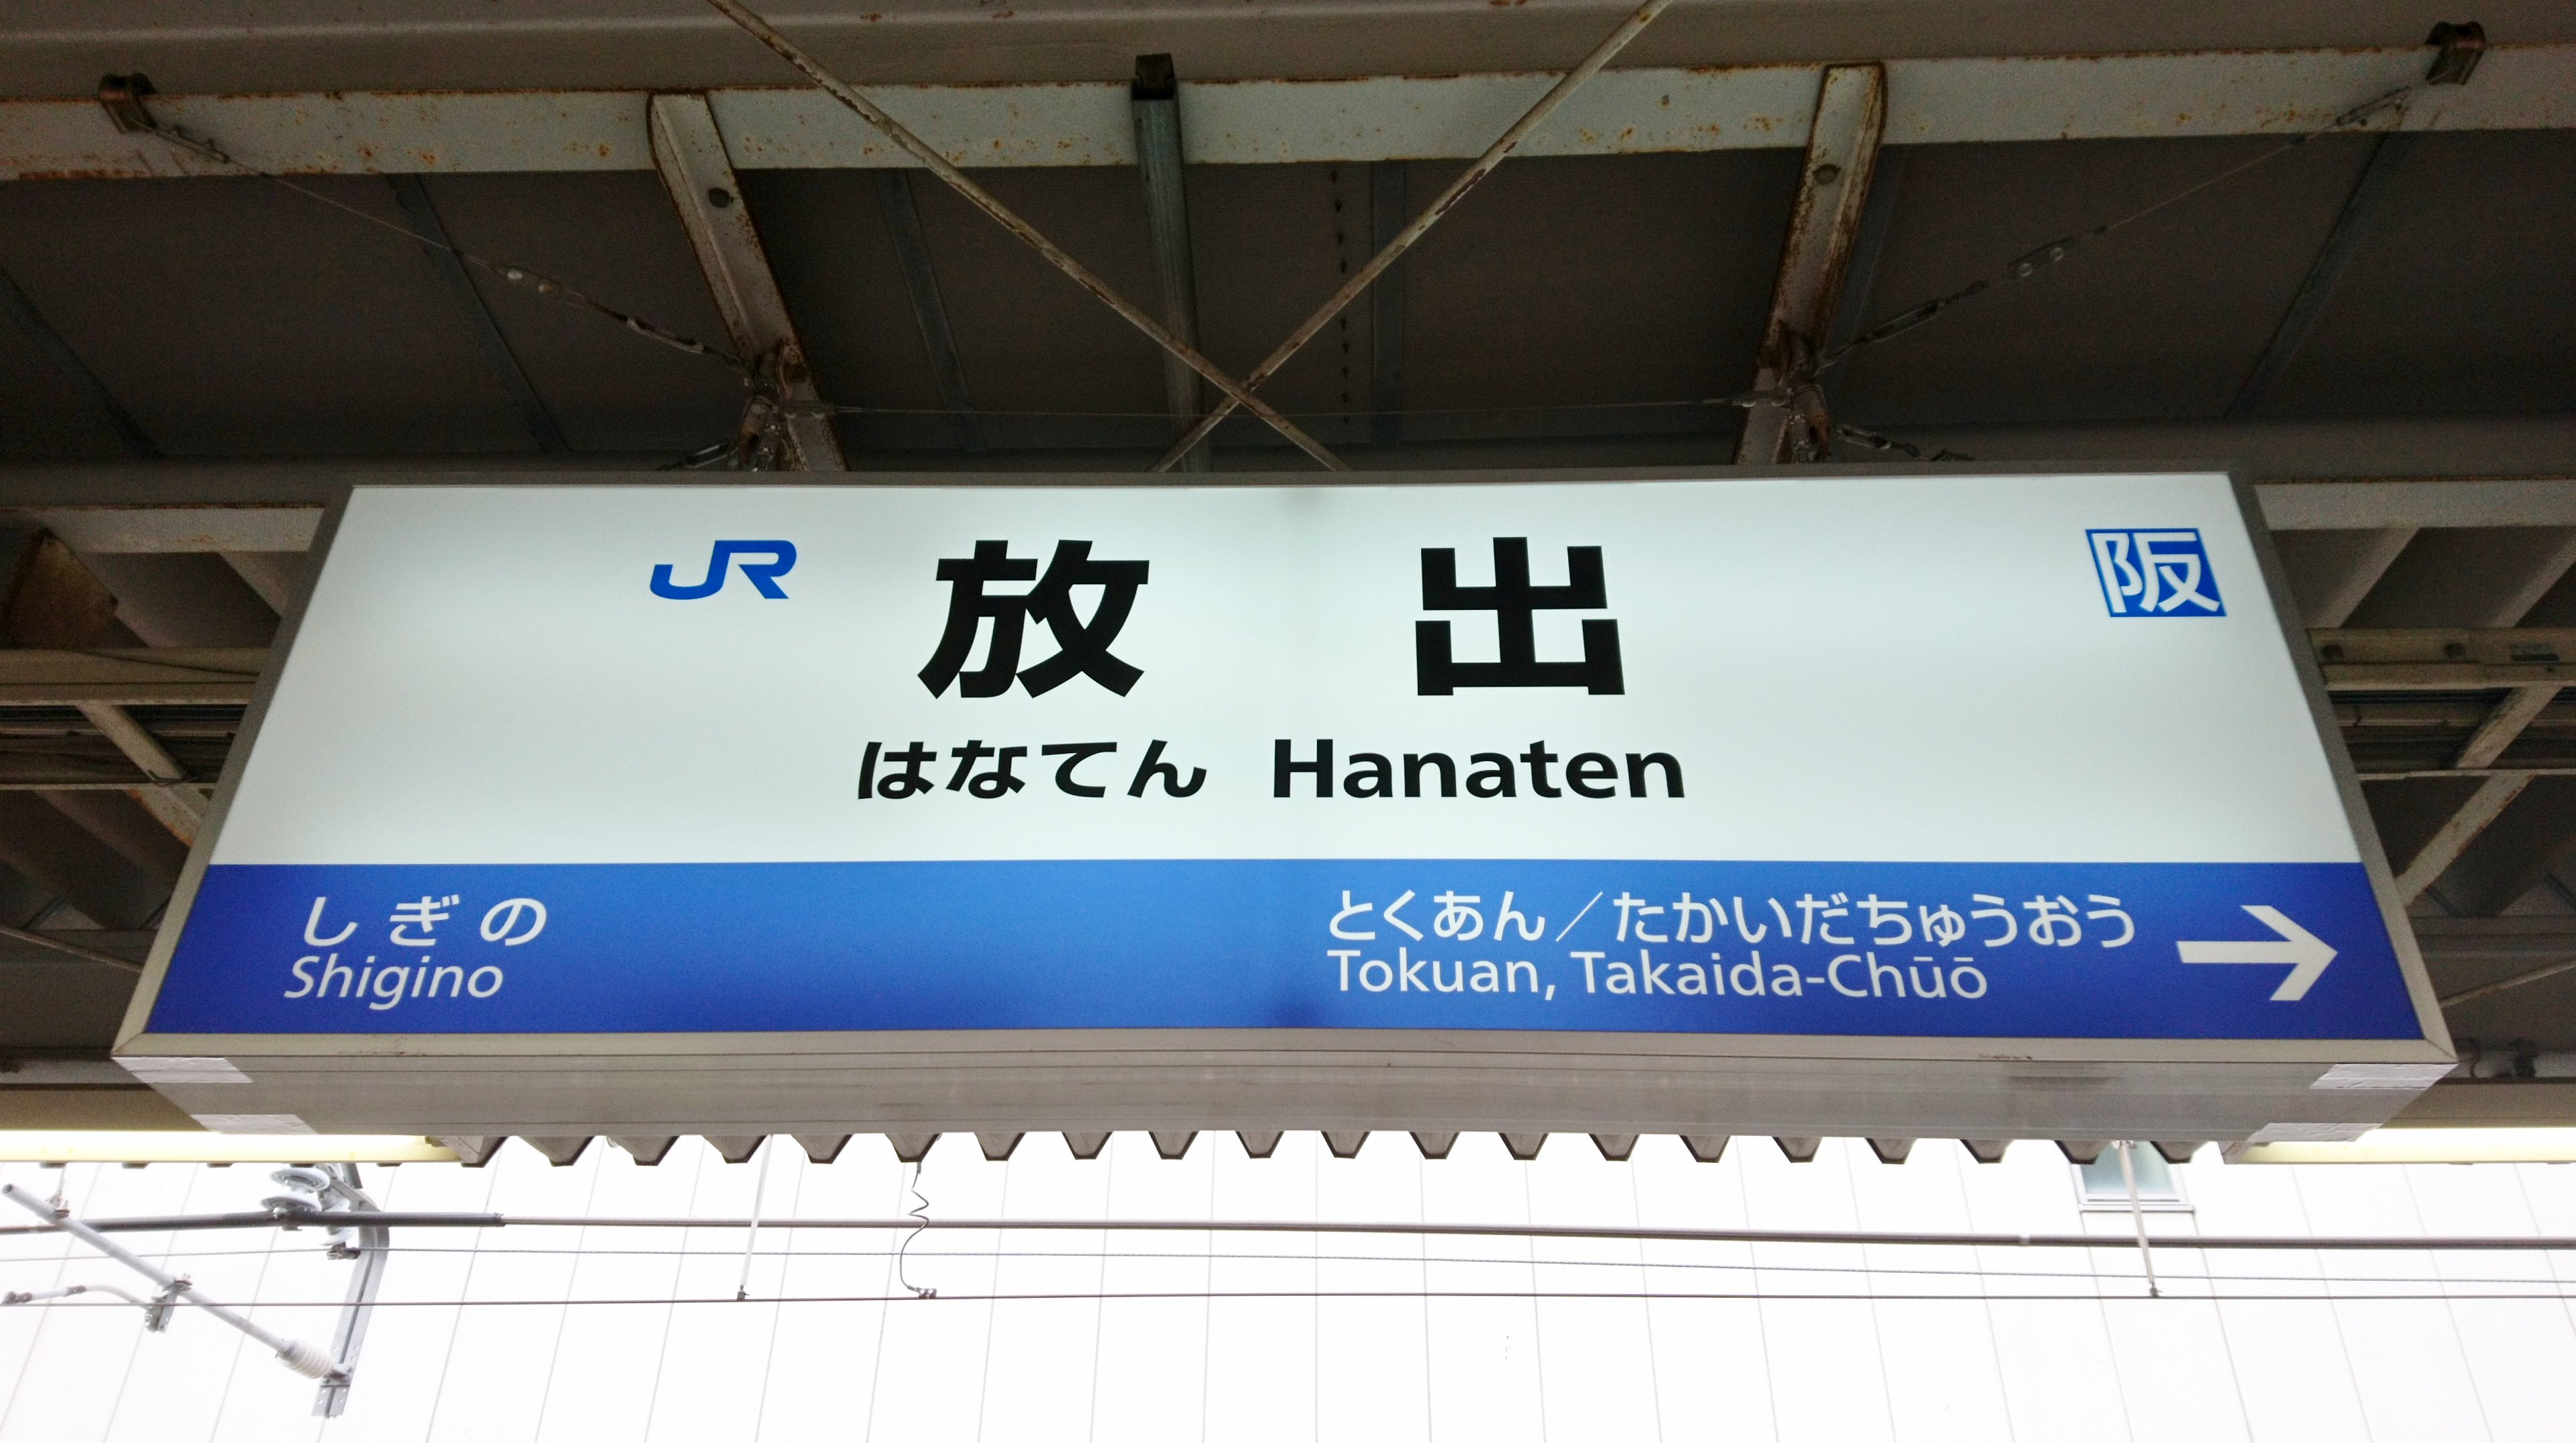 JR 放出 阪
はなてん Hanaten
しぎの
Shigino
とくあん／たかいだちゅうおう →
Tokuan, Takaida-Chūō